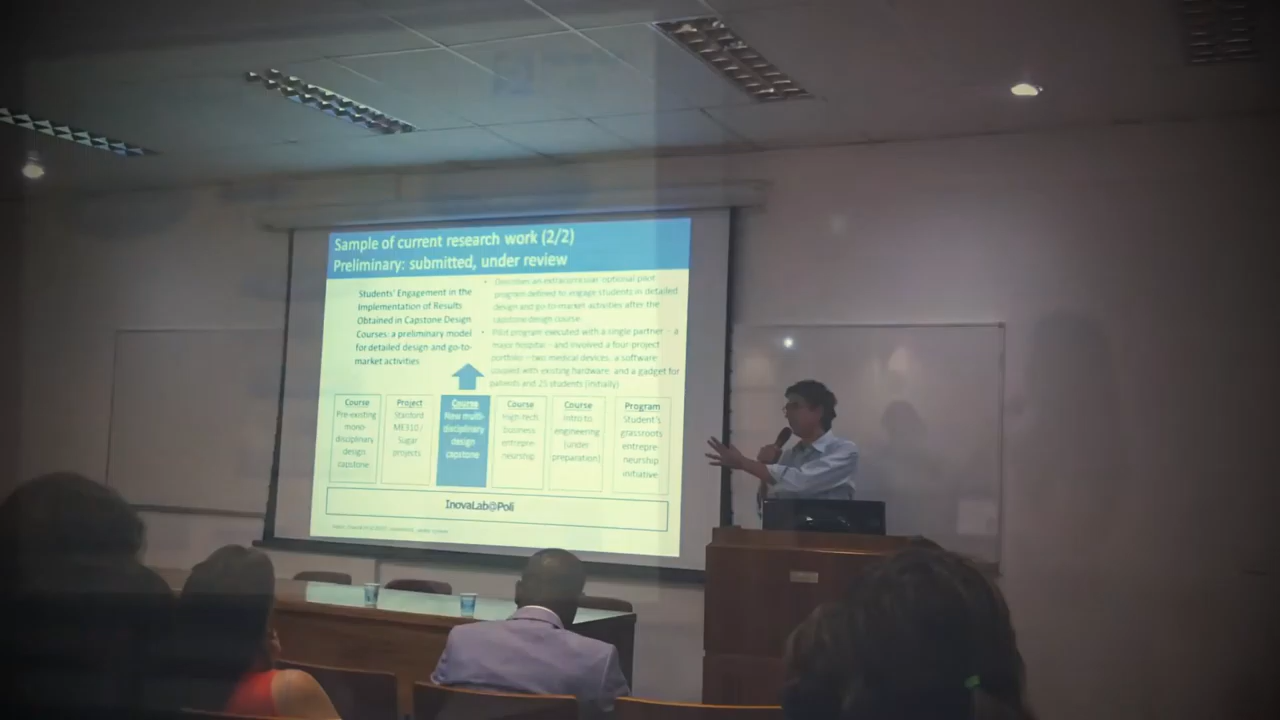 Sample of current research work (2/2)
Preliminary: submitted, under review
Students' Engagement in the
Implementation of Results
Obtained in Capstone Design
Courses: a preliminary model
for detailed design and go-to-
market activities
• Describes an extracurricular optional pilot
program defined to engage students in detailed
design and go-to-market activities after the
capstone design course
• Pilot program executed with a single partner – a
major hospital – and involved a four-project
portfolio – two medical devices, a software
coupled with existing hardware, and a gadget for
patients and 25 students (initially)
Course
Pre-existing
mono-
disciplinary
design
capstone
Project
Stanford
ME310 /
Sugar
projects
Course
New multi-
disciplinary
design
capstone
Course
High-tech
business
entrepre-
neurship
Course
Intro to
engineering
(under
preparation)
Program
Student's
grassroots
entrepre-
neurship
initiative
InovaLab@Poli